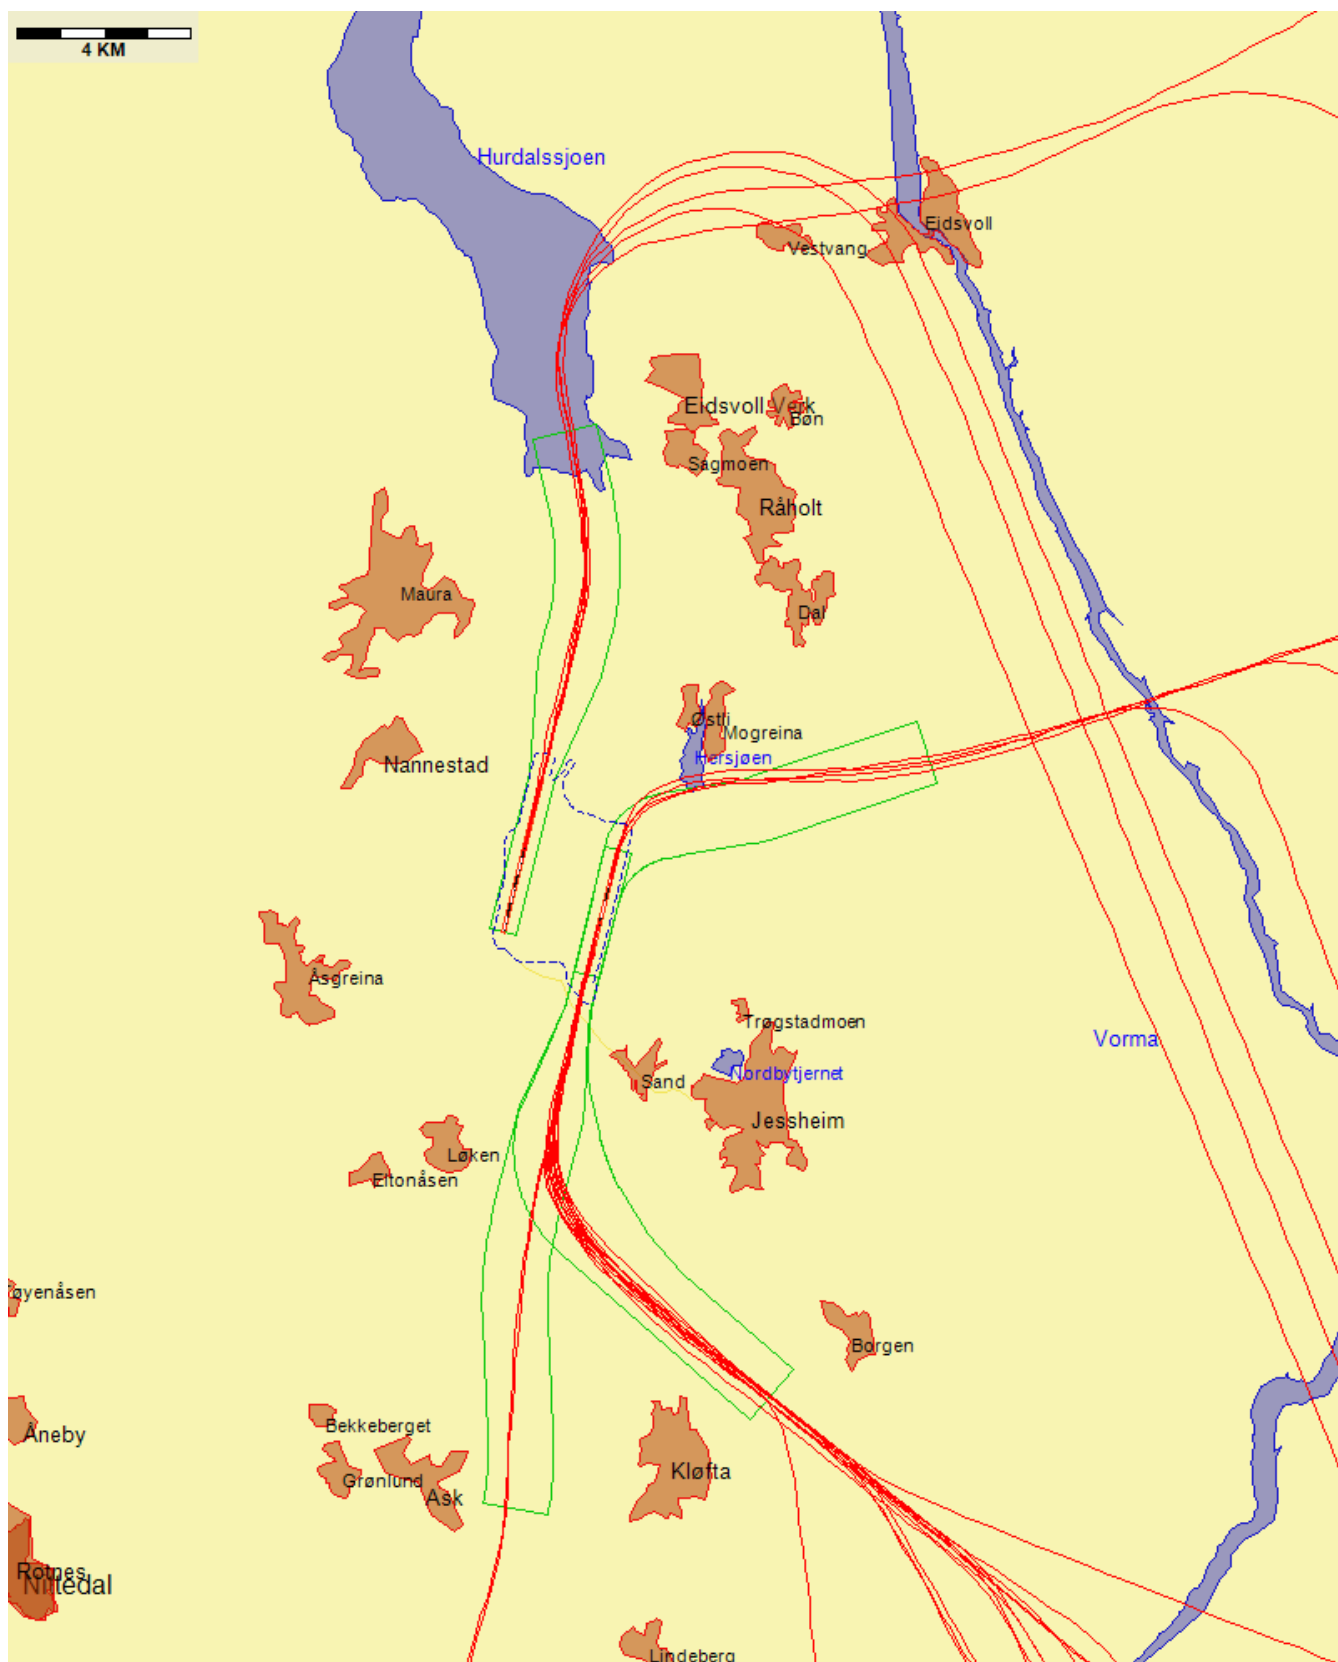 4 KM
Hurdalssjoen
Eidsvoll
Vestvang
Eidsvoll Verk
Bøn
Sagmoen
Råholt
Maura
Dal
Østli
Mogreina
Hersjøen
Nannestad
Åsgreina
Trøgstadmoen
Vorma
Nordbytjernet
Sand
Jessheim
Løken
Eltonåsen
øyenåsen
Borgen
Bekkeberget
Åneby
Kløfta
Grønlund
Ask
Rotnes
Nittedal
Lindeberg